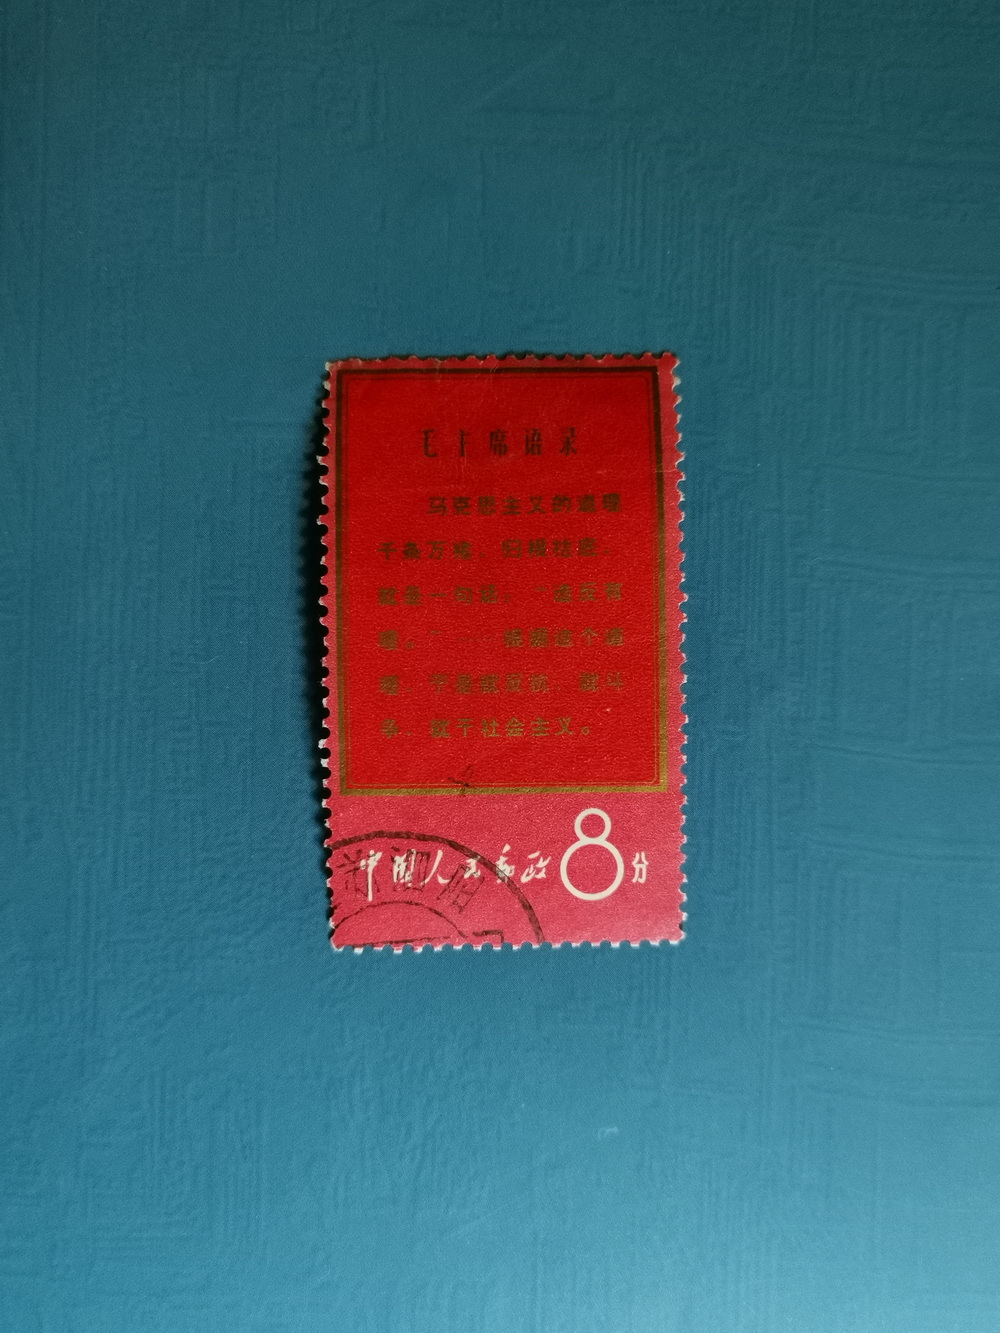 毛主席语录
马克思主义的道理
千条万绪，归根结底，
就是一句话：“造反有
理。”……根据这个道
理，于是就反抗，就斗
争，就干社会主义。
中国人民邮政 8分
苏泗阳